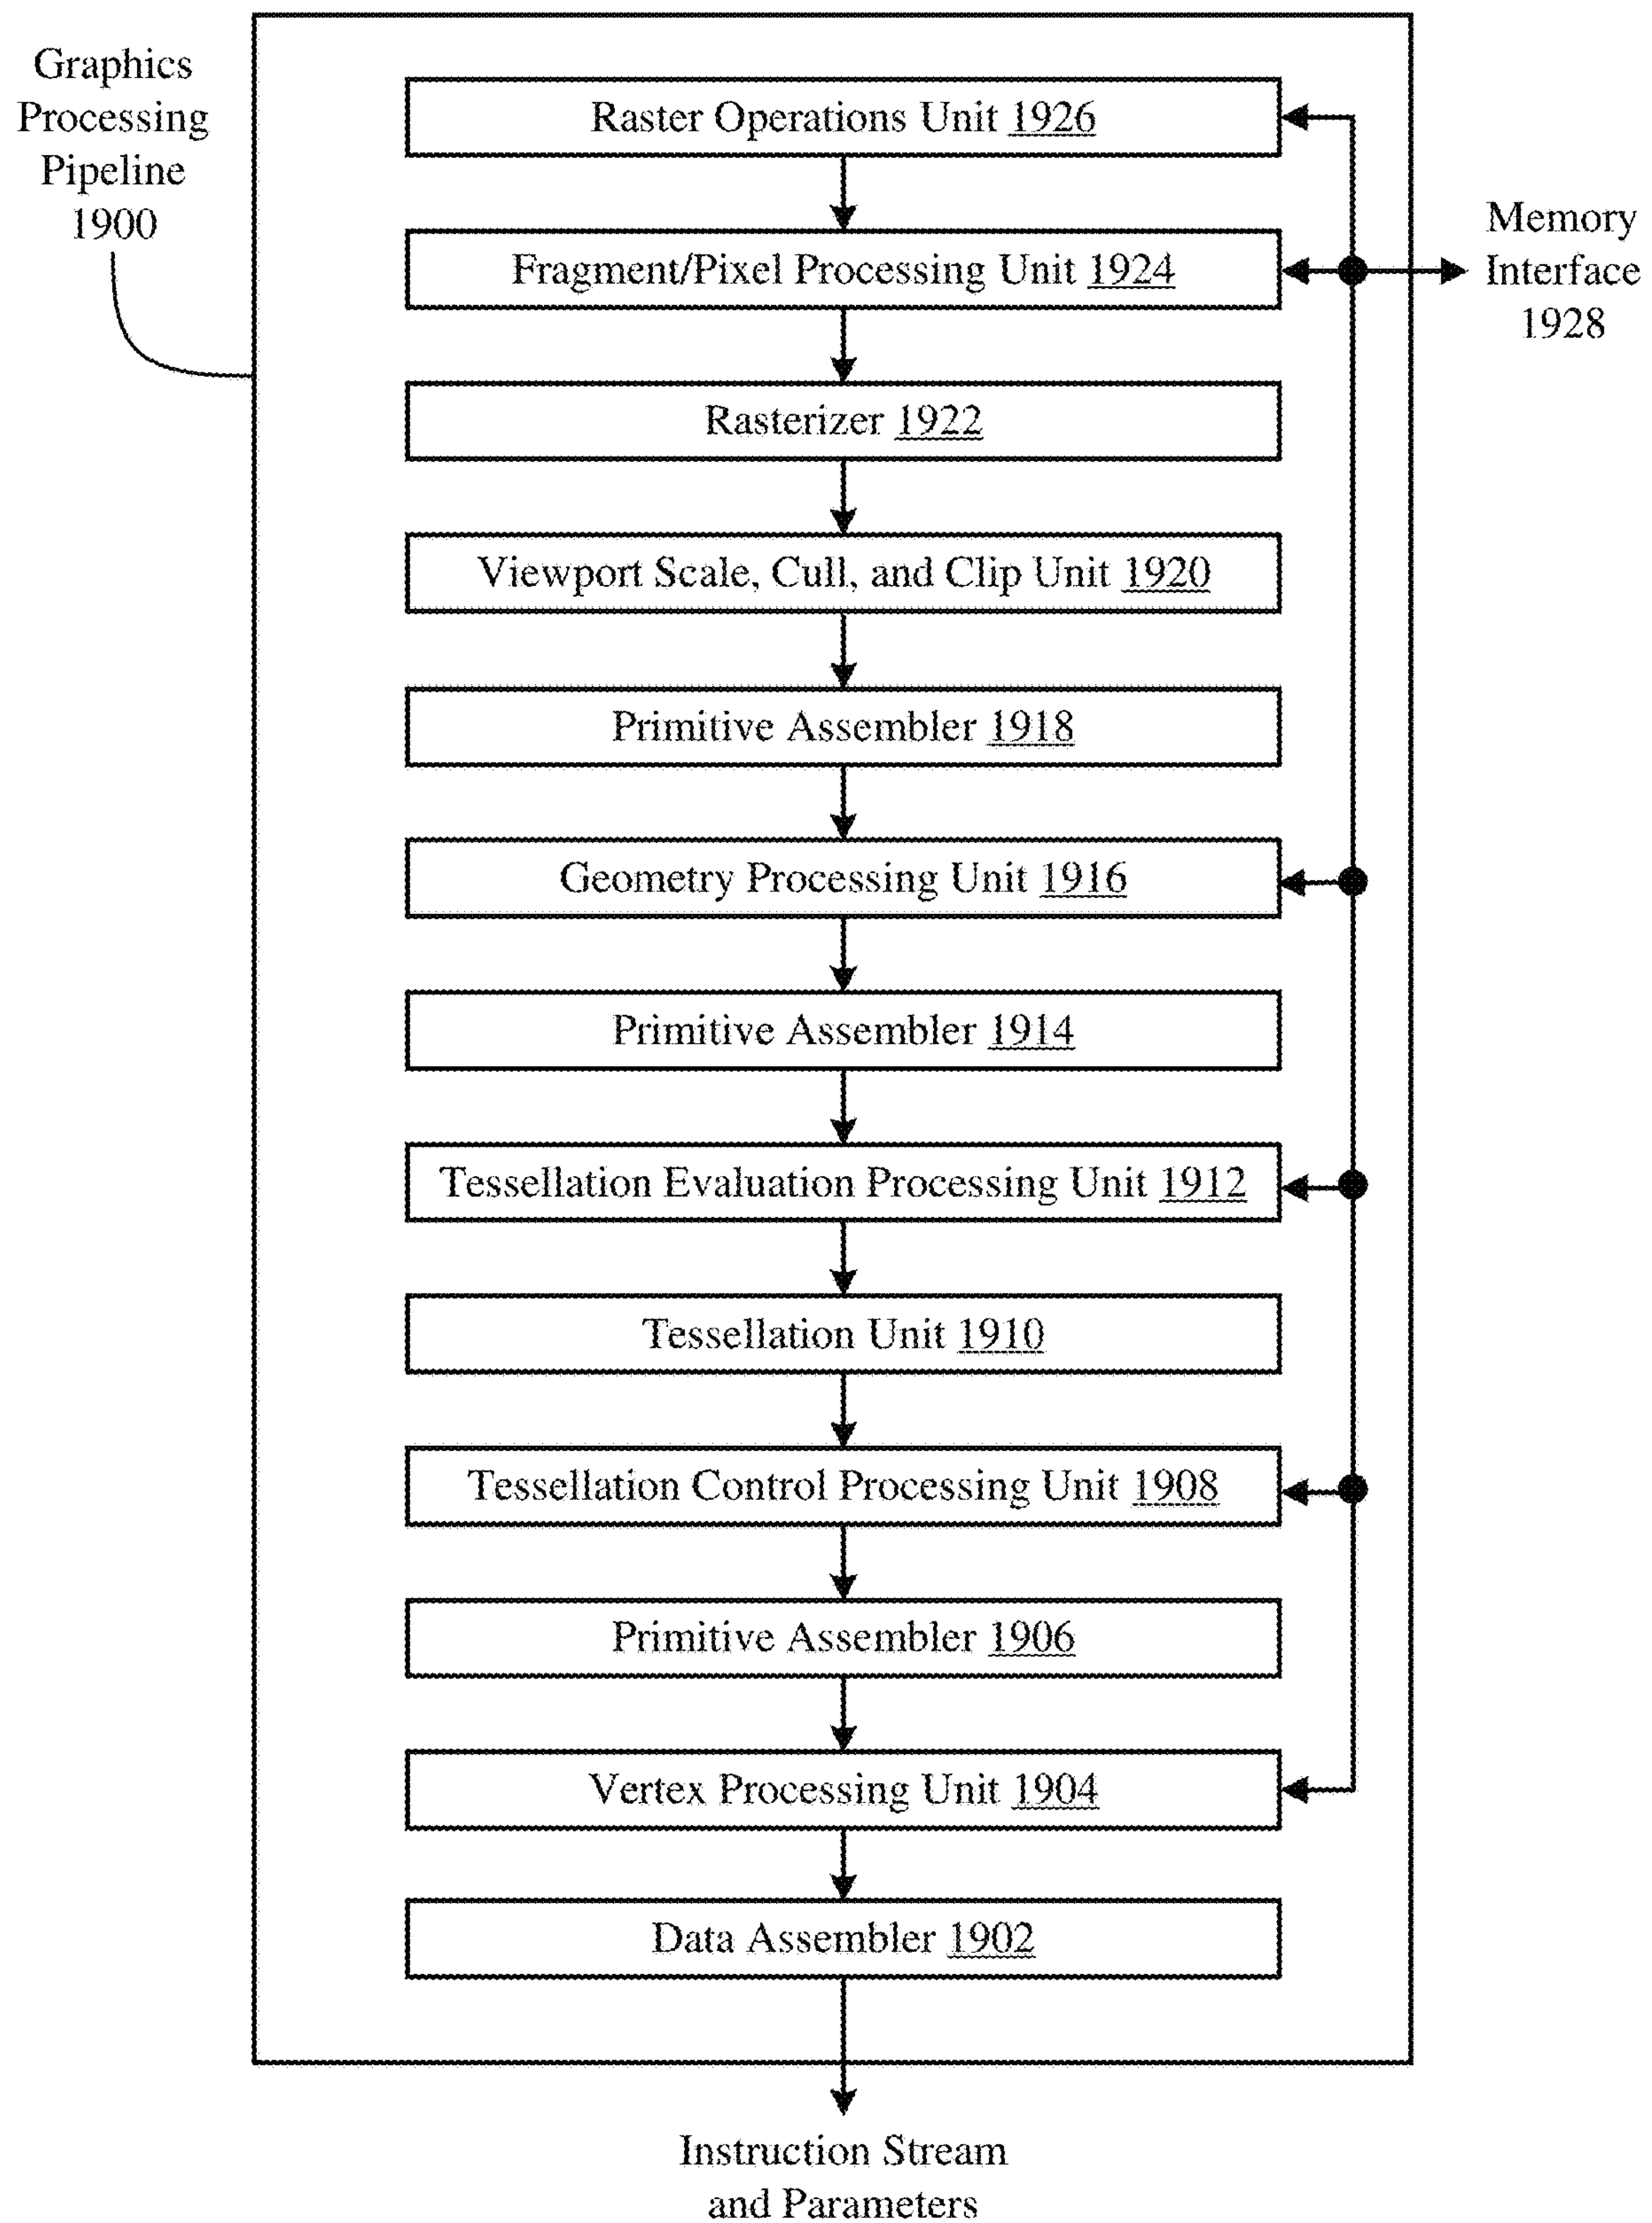 Graphics
Processing
Pipeline
1900
Raster Operations Unit 1926
Memory
Interface
1928
Fragment/Pixel Processing Unit 1924
Rasterizer 1922
Viewport Scale, Cull, and Clip Unit 1920
Primitive Assembler 1918
Geometry Processing Unit 1916
Primitive Assembler 1914
Tessellation Evaluation Processing Unit 1912
Tessellation Unit 1910
Tessellation Control Processing Unit 1908
Primitive Assembler 1906
Vertex Processing Unit 1904
Data Assembler 1902
Instruction Stream
and Parameters